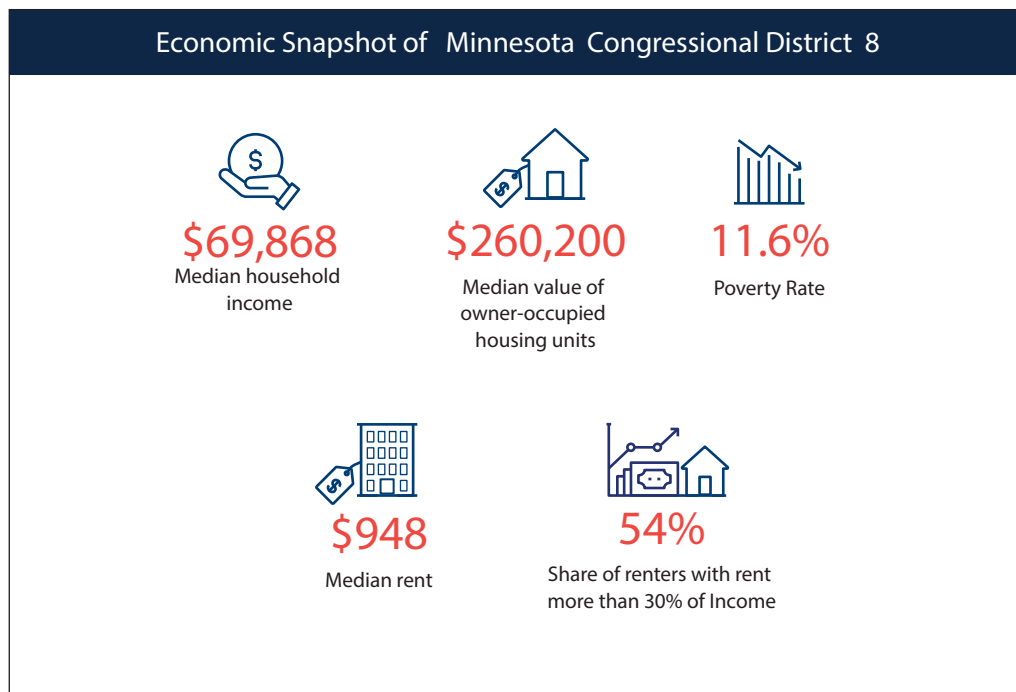 Economic Snapshot of Minnesota Congressional District 8
$
$69,868
Median household
income
$
$260,200
Median value of
owner-occupied
housing units
11.6%
Poverty Rate
$
$948
Median rent
54%
Share of renters with rent
more than 30% of Income